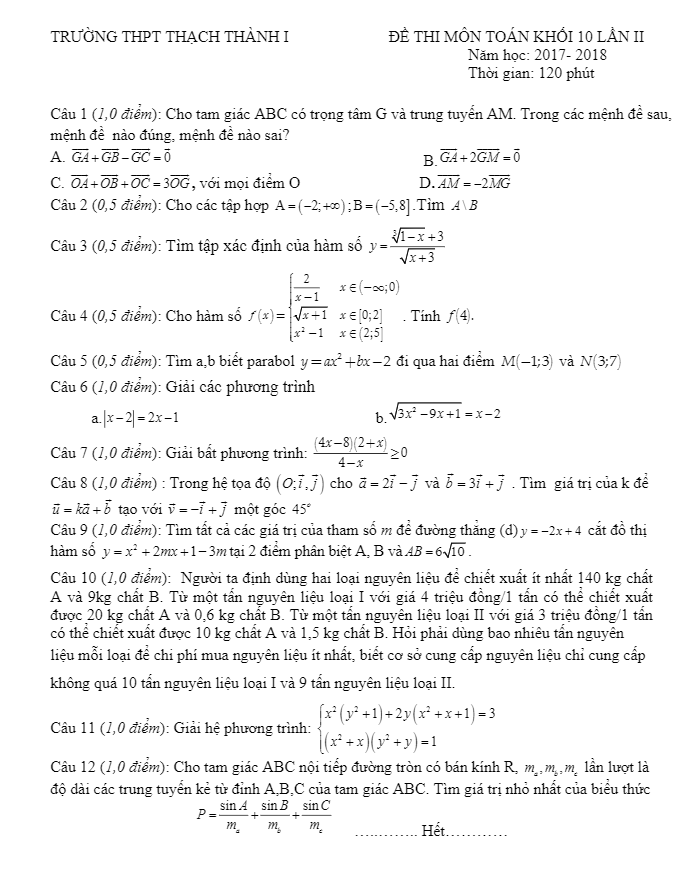 TRƯỜNG THPT THẠCH THÀNH I ĐỀ THI MÔN TOÁN KHỐI 10 LẦN II
Năm học: 2017- 2018
Thời gian: 120 phút
Câu 1 (1,0 điểm): Cho tam giác ABC có trọng tâm G và trung tuyến AM. Trong các mệnh đề sau,
mệnh đề nào đúng, mệnh đề nào sai?
A. $\overline{GA}+\overline{GB}-\overline{GC}=\overline{0}$ B. $\overline{GA}+2\overline{GM}=\overline{0}$
C. $\overline{OA}+\overline{OB}+\overline{OC}=3\overline{OG}$, với mọi điểm O D. $\overline{AM}=-2\overline{MG}$
Câu 2 (0,5 điểm): Cho các tập hợp A = (−2; +∞); B = (−5,8]. Tìm A \ B
Câu 3 (0,5 điểm): Tìm tập xác định của hàm số $y=\frac{\sqrt[3]{1-x}+3}{\sqrt{x+3}}$
Câu 4 (0,5 điểm): Cho hàm số $f(x)=\begin{cases}\frac{2}{x-1} & x\in(-\infty;0)\\ \sqrt{x+1} & x\in[0;2]\\ x^2-1 & x\in(2;5]\end{cases}$ . Tính f(4).
Câu 5 (0,5 điểm): Tìm a,b biết parabol $y=ax^2+bx-2$ đi qua hai điểm M(−1;3) và N(3;7)
Câu 6 (1,0 điểm): Giải các phương trình
a. |x−2| = 2x−1 b. $\sqrt{3x^2-9x+1}=x-2$
Câu 7 (1,0 điểm): Giải bất phương trình: $\frac{(4x-8)(2+x)}{4-x}\geq 0$
Câu 8 (1,0 điểm) : Trong hệ tọa độ $(O;\vec{i},\vec{j})$ cho $\vec{a}=2\vec{i}-\vec{j}$ và $\vec{b}=3\vec{i}+\vec{j}$ . Tìm giá trị của k để
$\vec{u}=k\vec{a}+\vec{b}$ tạo với $\vec{v}=-\vec{i}+\vec{j}$ một góc 45°
Câu 9 (1,0 điểm): Tìm tất cả các giá trị của tham số m để đường thẳng (d) y = −2x+4 cắt đồ thị
hàm số $y=x^2+2mx+1-3m$ tại 2 điểm phân biệt A, B và $AB=6\sqrt{10}$ .
Câu 10 (1,0 điểm): Người ta định dùng hai loại nguyên liệu để chiết xuất ít nhất 140 kg chất
A và 9kg chất B. Từ một tấn nguyên liệu loại I với giá 4 triệu đồng/1 tấn có thể chiết xuất
được 20 kg chất A và 0,6 kg chất B. Từ một tấn nguyên liệu loại II với giá 3 triệu đồng/1 tấn
có thể chiết xuất được 10 kg chất A và 1,5 kg chất B. Hỏi phải dùng bao nhiêu tấn nguyên
liệu mỗi loại để chi phí mua nguyên liệu ít nhất, biết cơ sở cung cấp nguyên liệu chỉ cung cấp
không quá 10 tấn nguyên liệu loại I và 9 tấn nguyên liệu loại II.
Câu 11 (1,0 điểm): Giải hệ phương trình: $\begin{cases}x^2(y^2+1)+2y(x^2+x+1)=3\\(x^2+x)(y^2+y)=1\end{cases}$
Câu 12 (1,0 điểm): Cho tam giác ABC nội tiếp đường tròn có bán kính R, $m_a, m_b, m_c$ lần lượt là
độ dài các trung tuyến kẻ từ đỉnh A,B,C của tam giác ABC. Tìm giá trị nhỏ nhất của biểu thức
$P=\frac{\sin A}{m_a}+\frac{\sin B}{m_b}+\frac{\sin C}{m_c}$ ………….. Hết…………